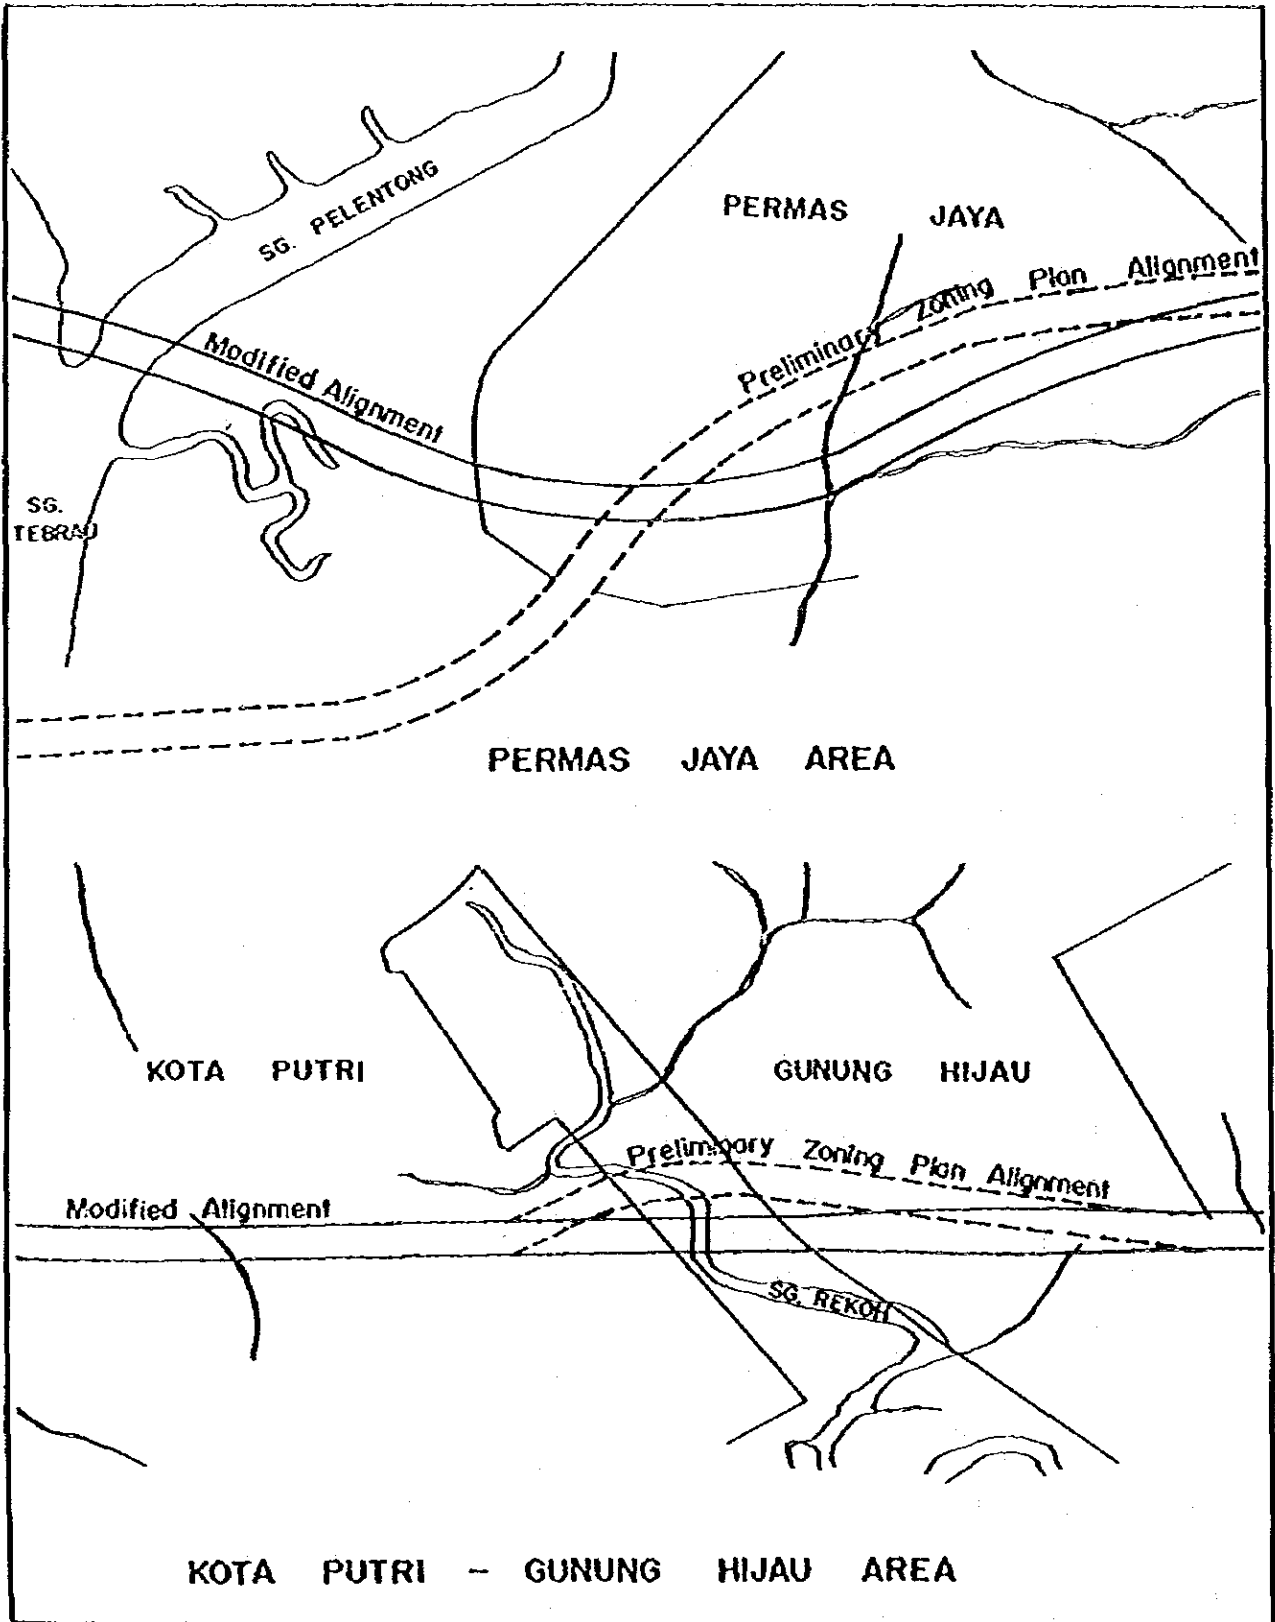 SG. PELENTONG
PERMAS JAYA
Preliminary Zoning Plan Alignment
Modified Alignment
SG.
TEBRAU
PERMAS JAYA AREA
KOTA PUTRI
GUNUNG HIJAU
Preliminary Zoning Plan Alignment
Modified Alignment
SG. REKOH
KOTA PUTRI - GUNUNG HIJAU AREA